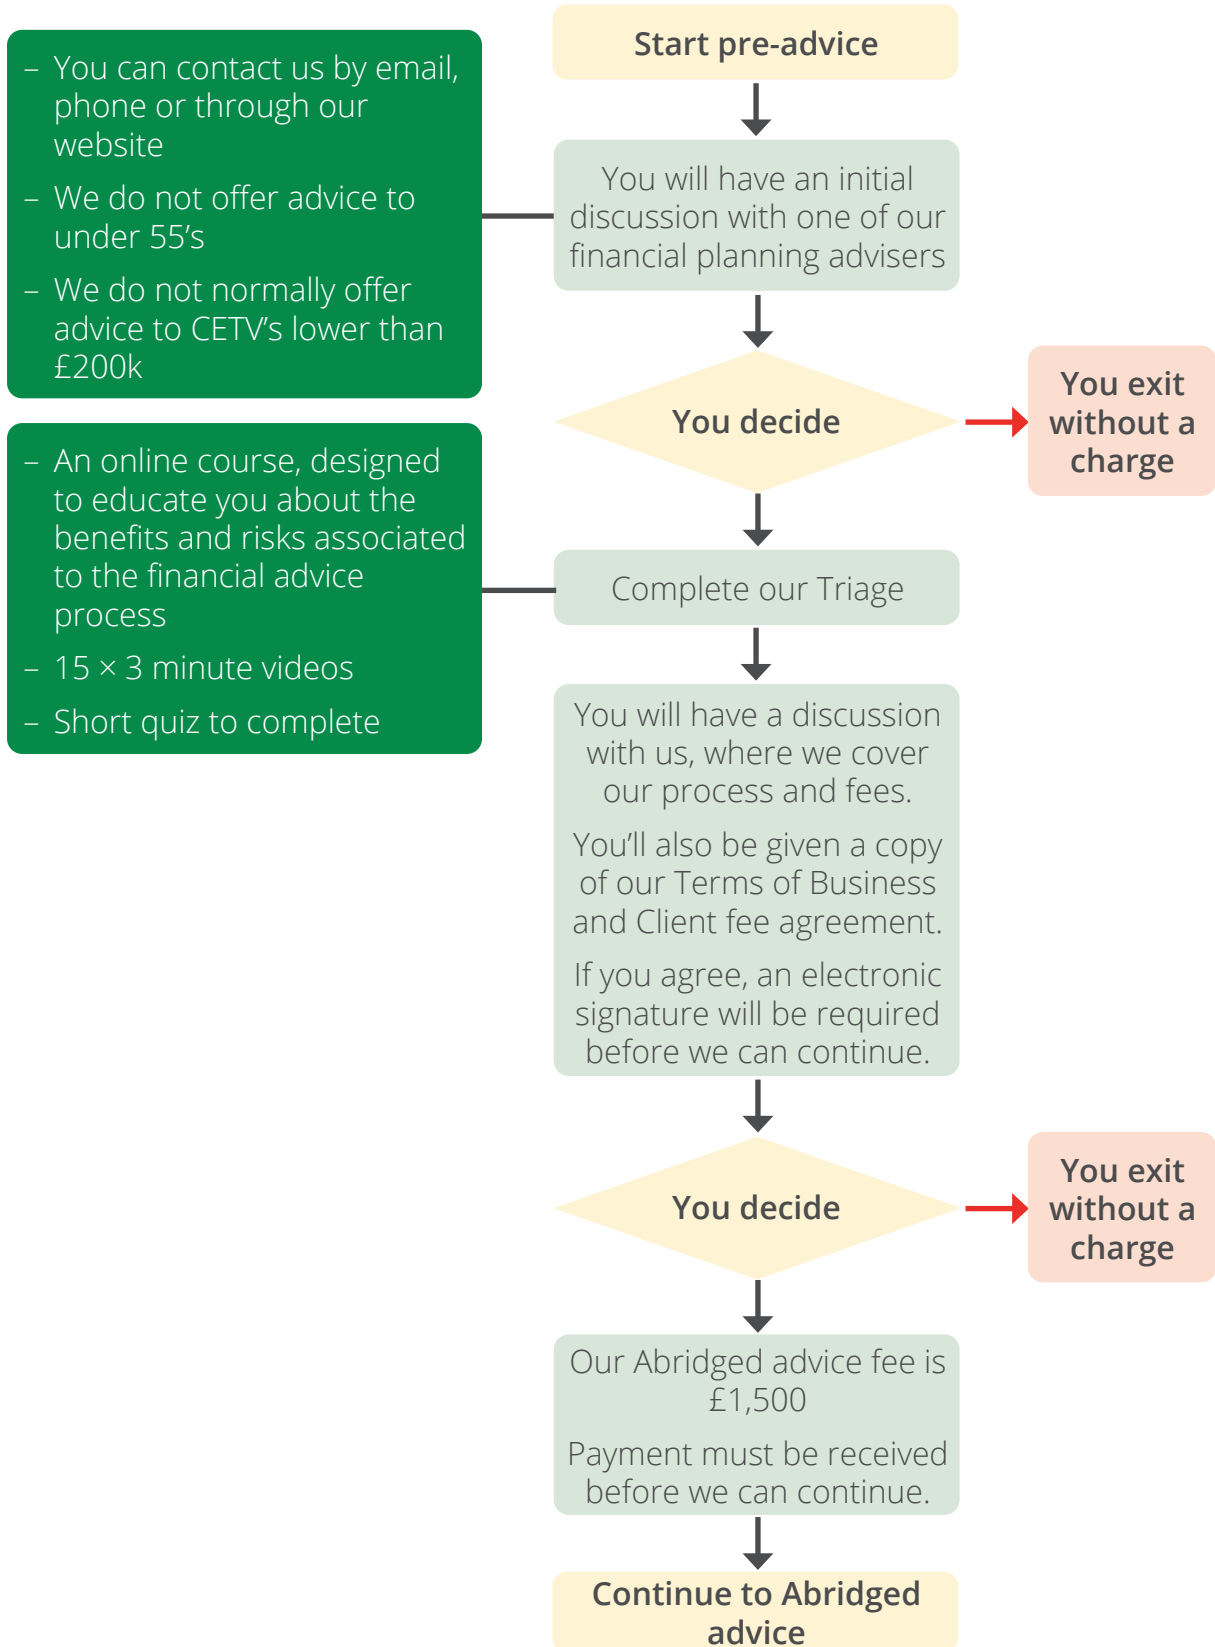 Start pre-advice
– You can contact us by email,
phone or through our
website
– We do not offer advice to
under 55's
– We do not normally offer
advice to CETV's lower than
£200k
You will have an initial
discussion with one of our
financial planning advisers
You decide
You exit
without a
charge
– An online course, designed
to educate you about the
benefits and risks associated
to the financial advice
process
– 15 × 3 minute videos
– Short quiz to complete
Complete our Triage
You will have a discussion
with us, where we cover
our process and fees.
You'll also be given a copy
of our Terms of Business
and Client fee agreement.
If you agree, an electronic
signature will be required
before we can continue.
You decide
You exit
without a
charge
Our Abridged advice fee is
£1,500
Payment must be received
before we can continue.
Continue to Abridged
advice